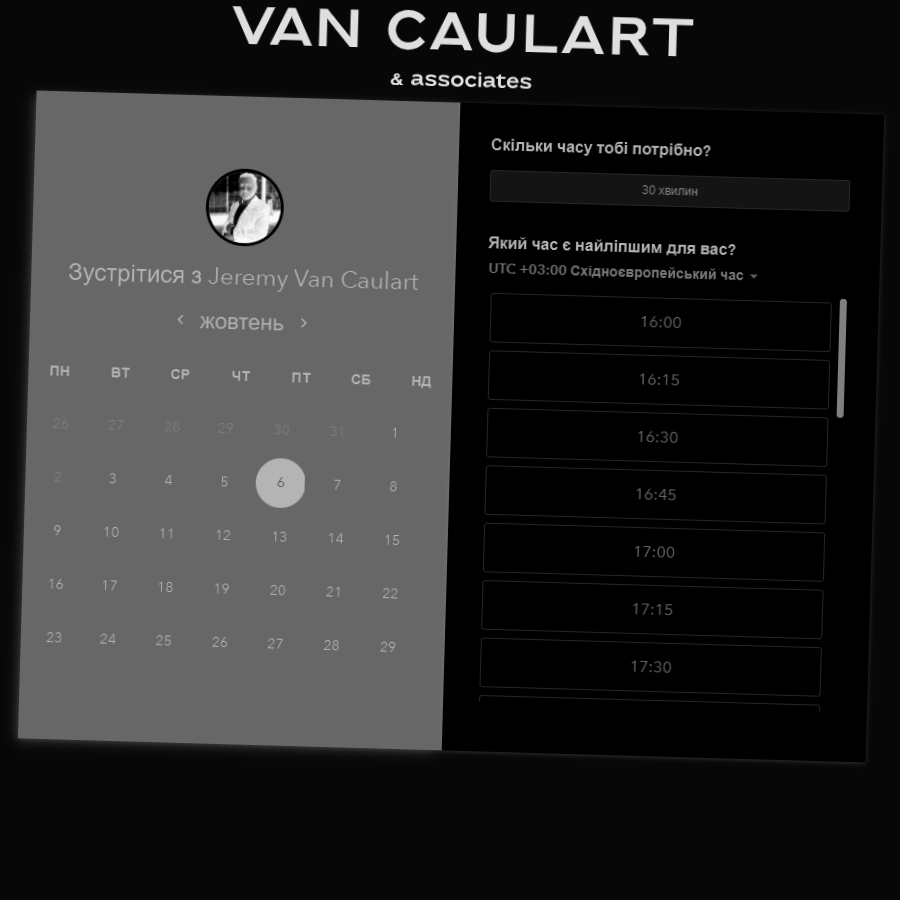 VAN CAULART
& associates
Зустрітися з Jeremy Van Caulart
‹ жовтень ›
ПН ВТ СР ЧТ ПТ СБ НД
26 27 28 29 30 31 1
2 3 4 5 6 7 8
9 10 11 12 13 14 15
16 17 18 19 20 21 22
23 24 25 26 27 28 29
Скільки часу тобі потрібно?
30 хвилин
Який час є найліпшим для вас?
UTC +03:00 Східноєвропейський час
16:00
16:15
16:30
16:45
17:00
17:15
17:30